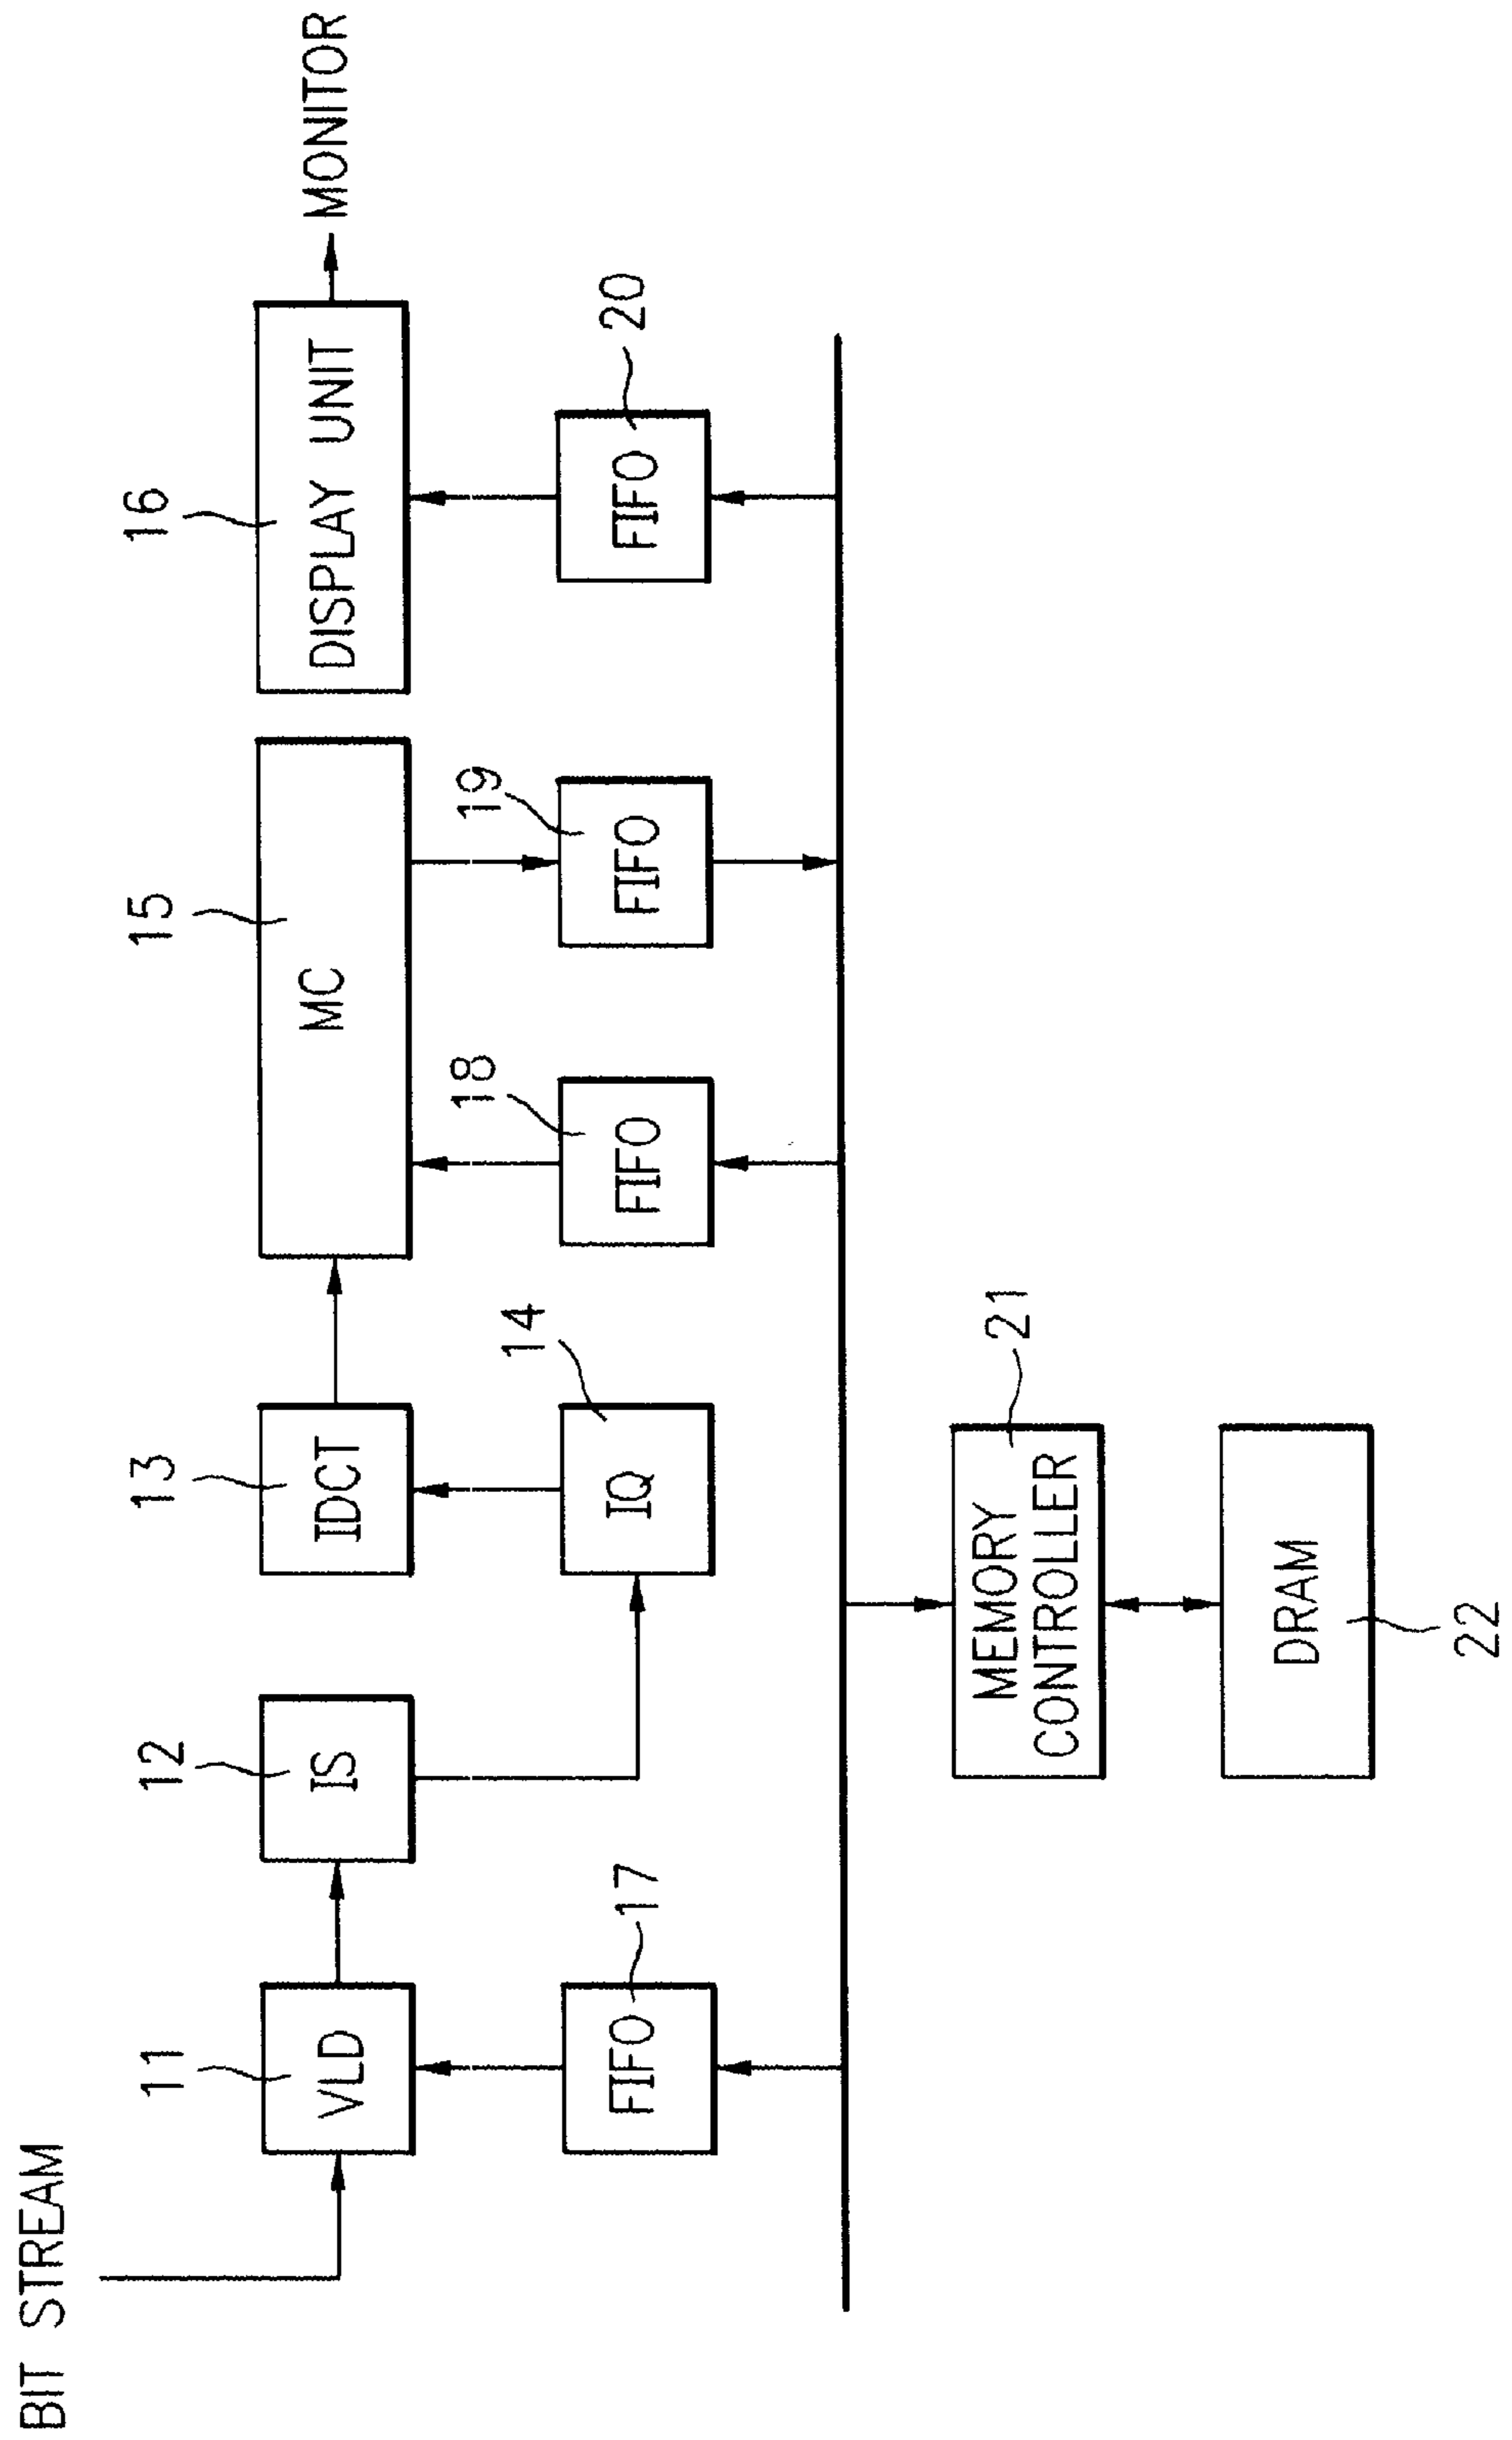 BIT STREAM
11
VLD
12
IS
13
IDCT
15
MC
16
DISPLAY UNIT
MONITOR
17
FIFO
14
IQ
18
FIFO
19
FIFO
20
FIFO
21
MEMORY
CONTROLLER
DRAM
22